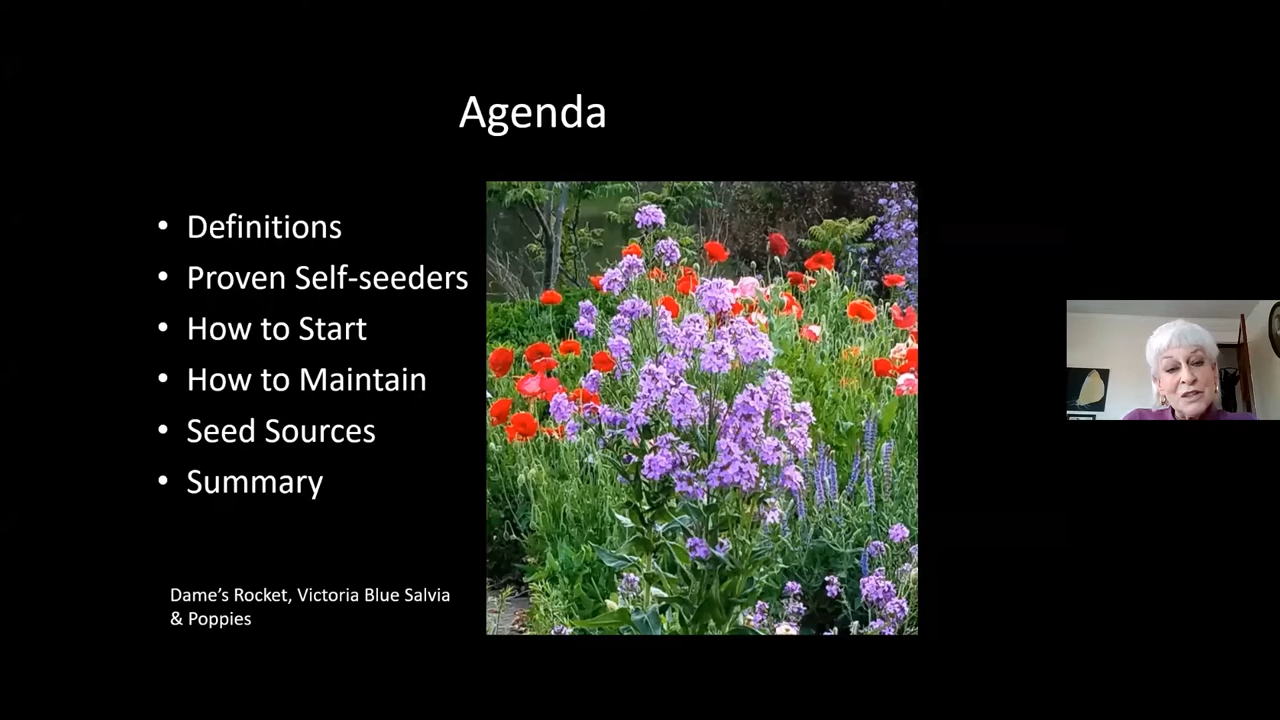 Agenda
• Definitions
• Proven Self-seeders
• How to Start
• How to Maintain
• Seed Sources
• Summary
Dame’s Rocket, Victoria Blue Salvia
& Poppies